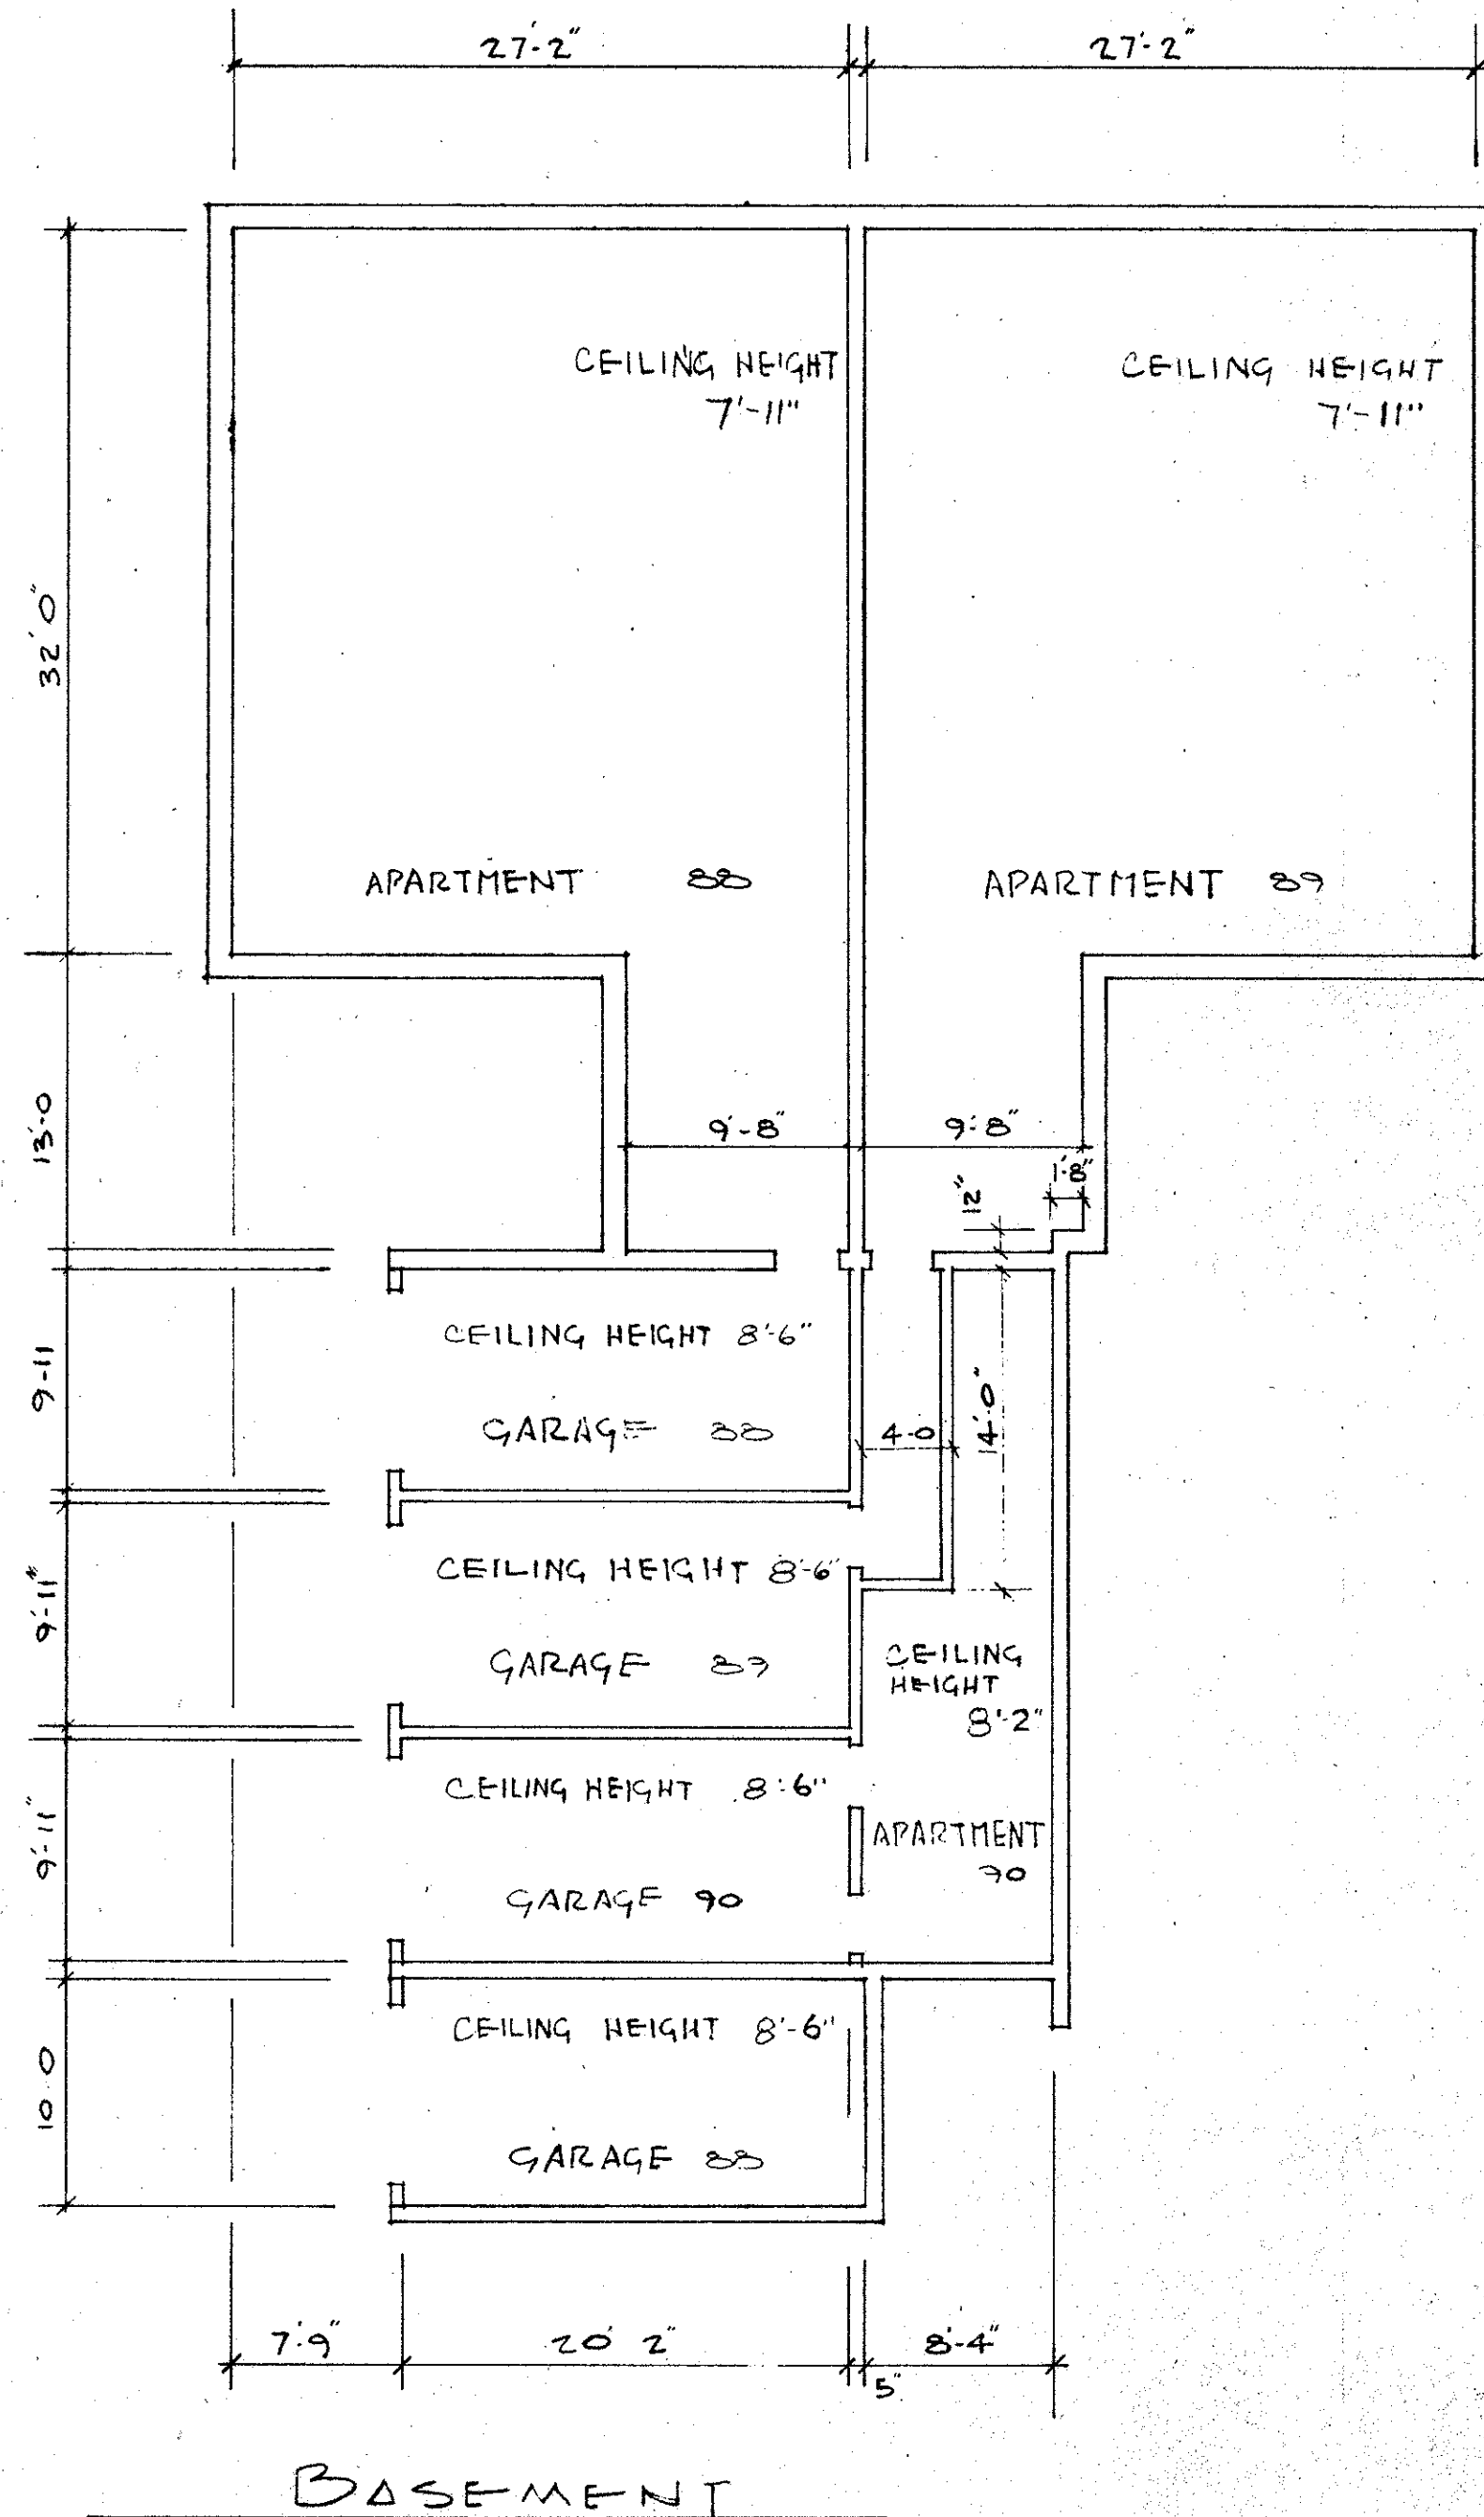 27'-2" 27'-2"
CEILING HEIGHT
7'-11"
CEILING HEIGHT
7'-11"
32'0"
APARTMENT 88
APARTMENT 89
13'-0
9'-8" 9'-8"
1'-8"
12"
CEILING HEIGHT 8'-6"
9-11
GARAGE 88
4-0
14'-0"
CEILING HEIGHT 8'-6"
9'-11"
GARAGE 89
CEILING
HEIGHT
8'-2"
CEILING HEIGHT 8'-6"
9'-11"
APARTMENT
90
GARAGE 90
CEILING HEIGHT 8'-6"
10.0
GARAGE 88
7'-9" 20' 2" 5" 8'-4"
BASEMENT